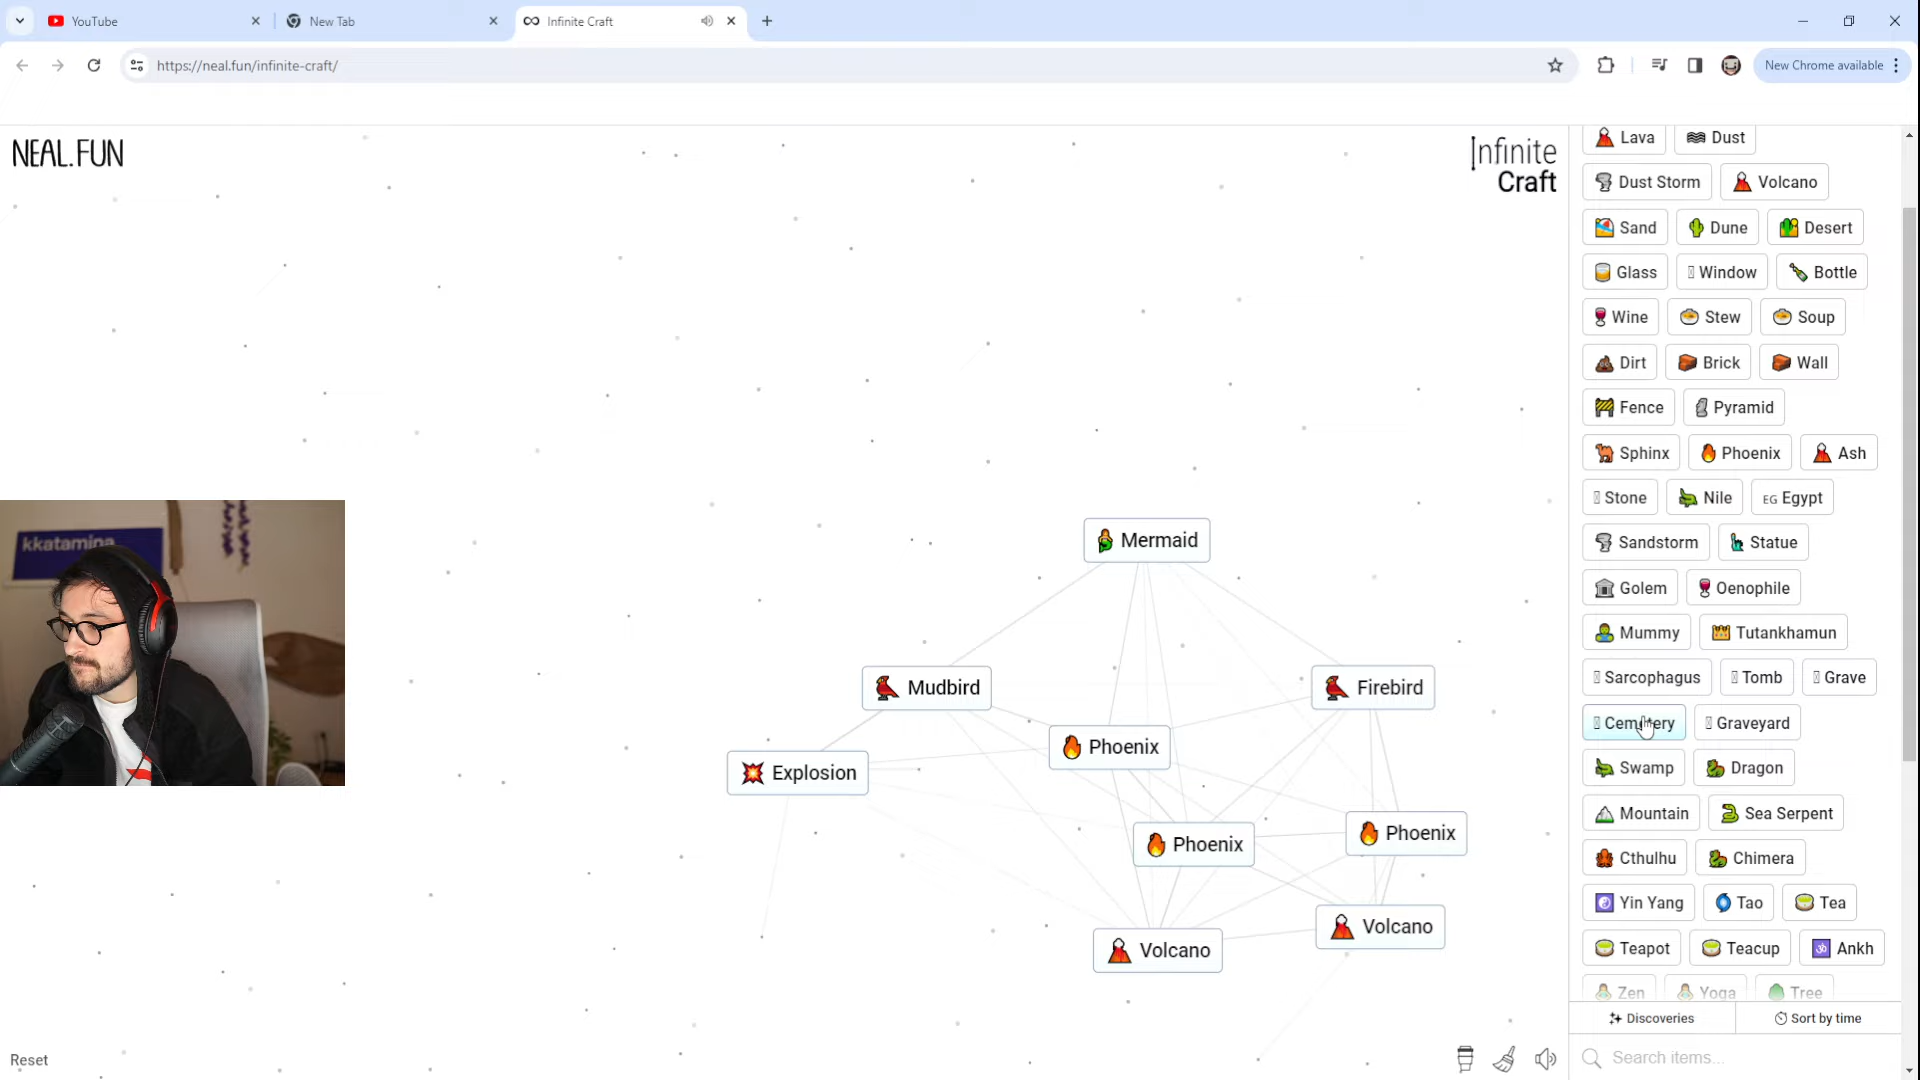 YouTube
New Tab
Infinite Craft
https://neal.fun/infinite-craft/
New Chrome available
NEAL.FUN
Infinite
Craft
Lava
Dust
Dust Storm
Volcano
Sand
Dune
Desert
Glass
Window
Bottle
Wine
Stew
Soup
Dirt
Brick
Wall
Fence
Pyramid
Sphinx
Phoenix
Ash
Stone
Nile
EG Egypt
Sandstorm
Statue
Golem
Oenophile
Mummy
Tutankhamun
Sarcophagus
Tomb
Grave
Cemetery
Graveyard
Swamp
Dragon
Mountain
Sea Serpent
Cthulhu
Chimera
Yin Yang
Tao
Tea
Teapot
Teacup
Ankh
Zen
Yoga
Tree
Discoveries
Sort by time
Search items...
Mermaid
Mudbird
Firebird
Phoenix
Explosion
Phoenix
Phoenix
Volcano
Volcano
kkatamina
Reset